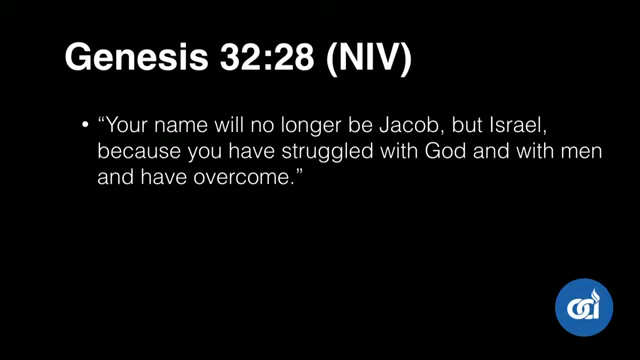 Genesis 32:28 (NIV)
• “Your name will no longer be Jacob, but Israel,
because you have struggled with God and with men
and have overcome.”
OCI